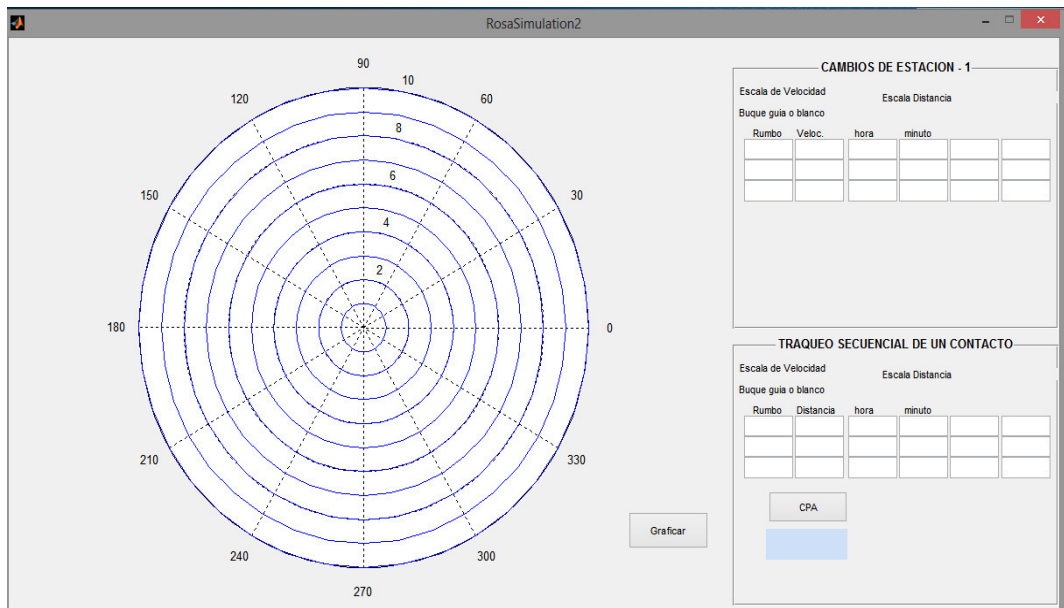 RosaSimulation2
90
120
10
60
8
150
6
30
4
2
180
0
210
330
240
300
270
Graficar
CAMBIOS DE ESTACION - 1
Escala de Velocidad
Escala Distancia
Buque guia o blanco
Rumbo Veloc. hora minuto
TRAQUEO SECUENCIAL DE UN CONTACTO
Escala de Velocidad
Escala Distancia
Buque guia o blanco
Rumbo Distancia hora minuto
CPA